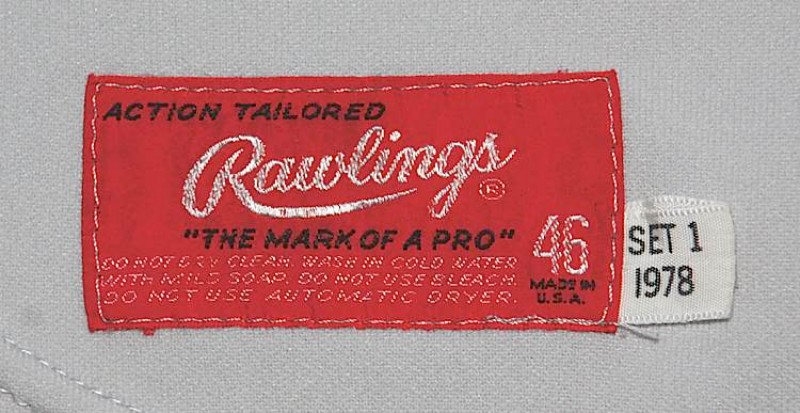 ACTION TAILORED
Rawlings ®
"THE MARK OF A PRO"
DO NOT DRY CLEAN. WASH IN COLD WATER
WITH MILD SOAP. DO NOT USE BLEACH.
DO NOT USE AUTOMATIC DRYER.
46
MADE IN
U.S.A.
SET 1
1978